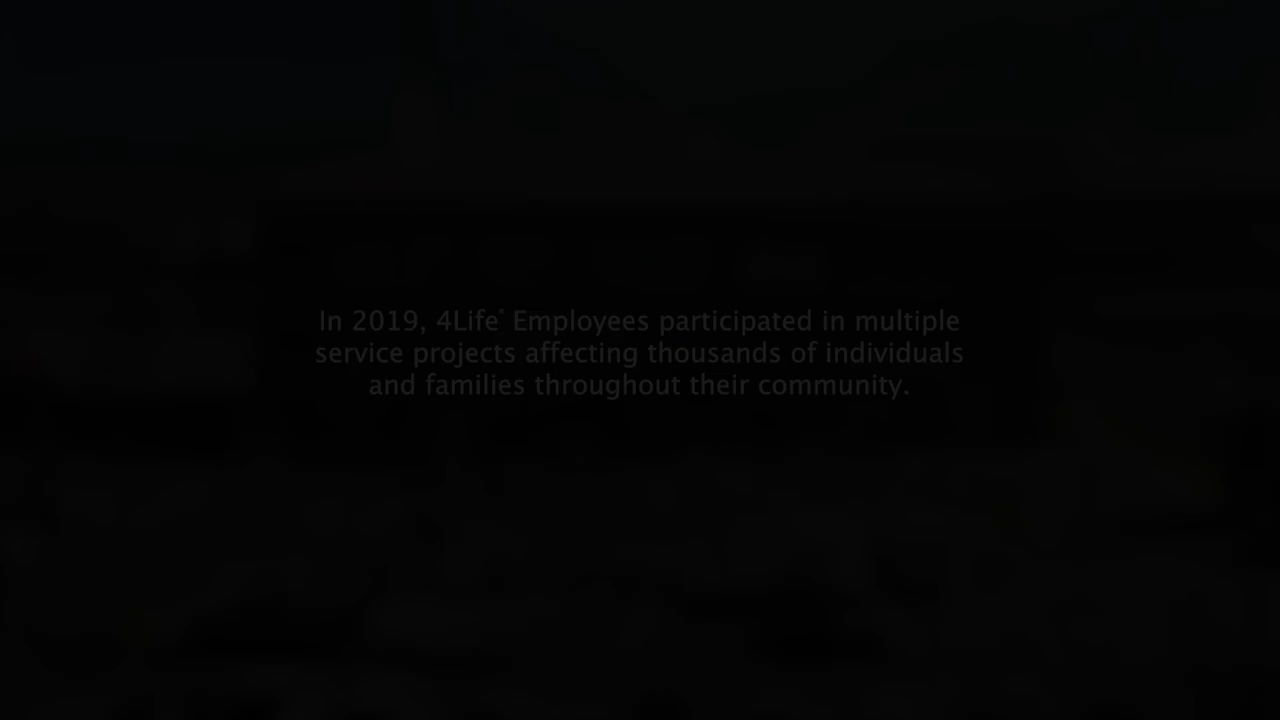 In 2019, 4Life® Employees participated in multiple
service projects affecting thousands of individuals
and families throughout their community.